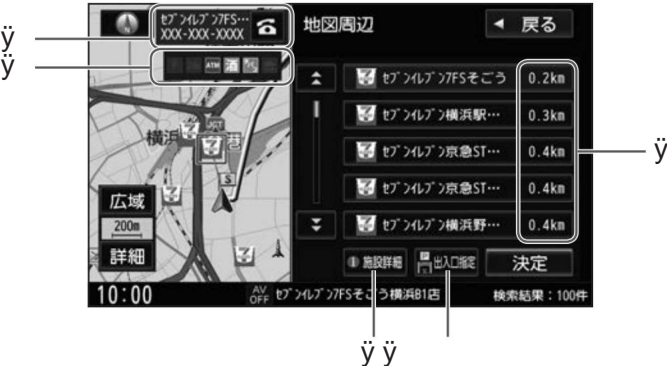 ÿ
ÿ
ｾﾌﾞﾝｲﾚﾌﾞﾝ7FS…
XXX-XXX-XXXX
地図周辺
戻る
ATM 酒
ｾﾌﾞﾝｲﾚﾌﾞﾝ7FSそごう 0.2km
ｾﾌﾞﾝｲﾚﾌﾞﾝ横浜駅… 0.3km
ｾﾌﾞﾝｲﾚﾌﾞﾝ京急ST… 0.4km
ÿ
ｾﾌﾞﾝｲﾚﾌﾞﾝ京急ST… 0.4km
ｾﾌﾞﾝｲﾚﾌﾞﾝ横浜野… 0.4km
横浜
港
JCT
S
広域
200m
詳細
施設詳細
出入口指定
決定
10:00
AV OFF
ｾﾌﾞﾝｲﾚﾌﾞﾝ7FSそごう横浜B1店
検索結果：100件
ÿ ÿ